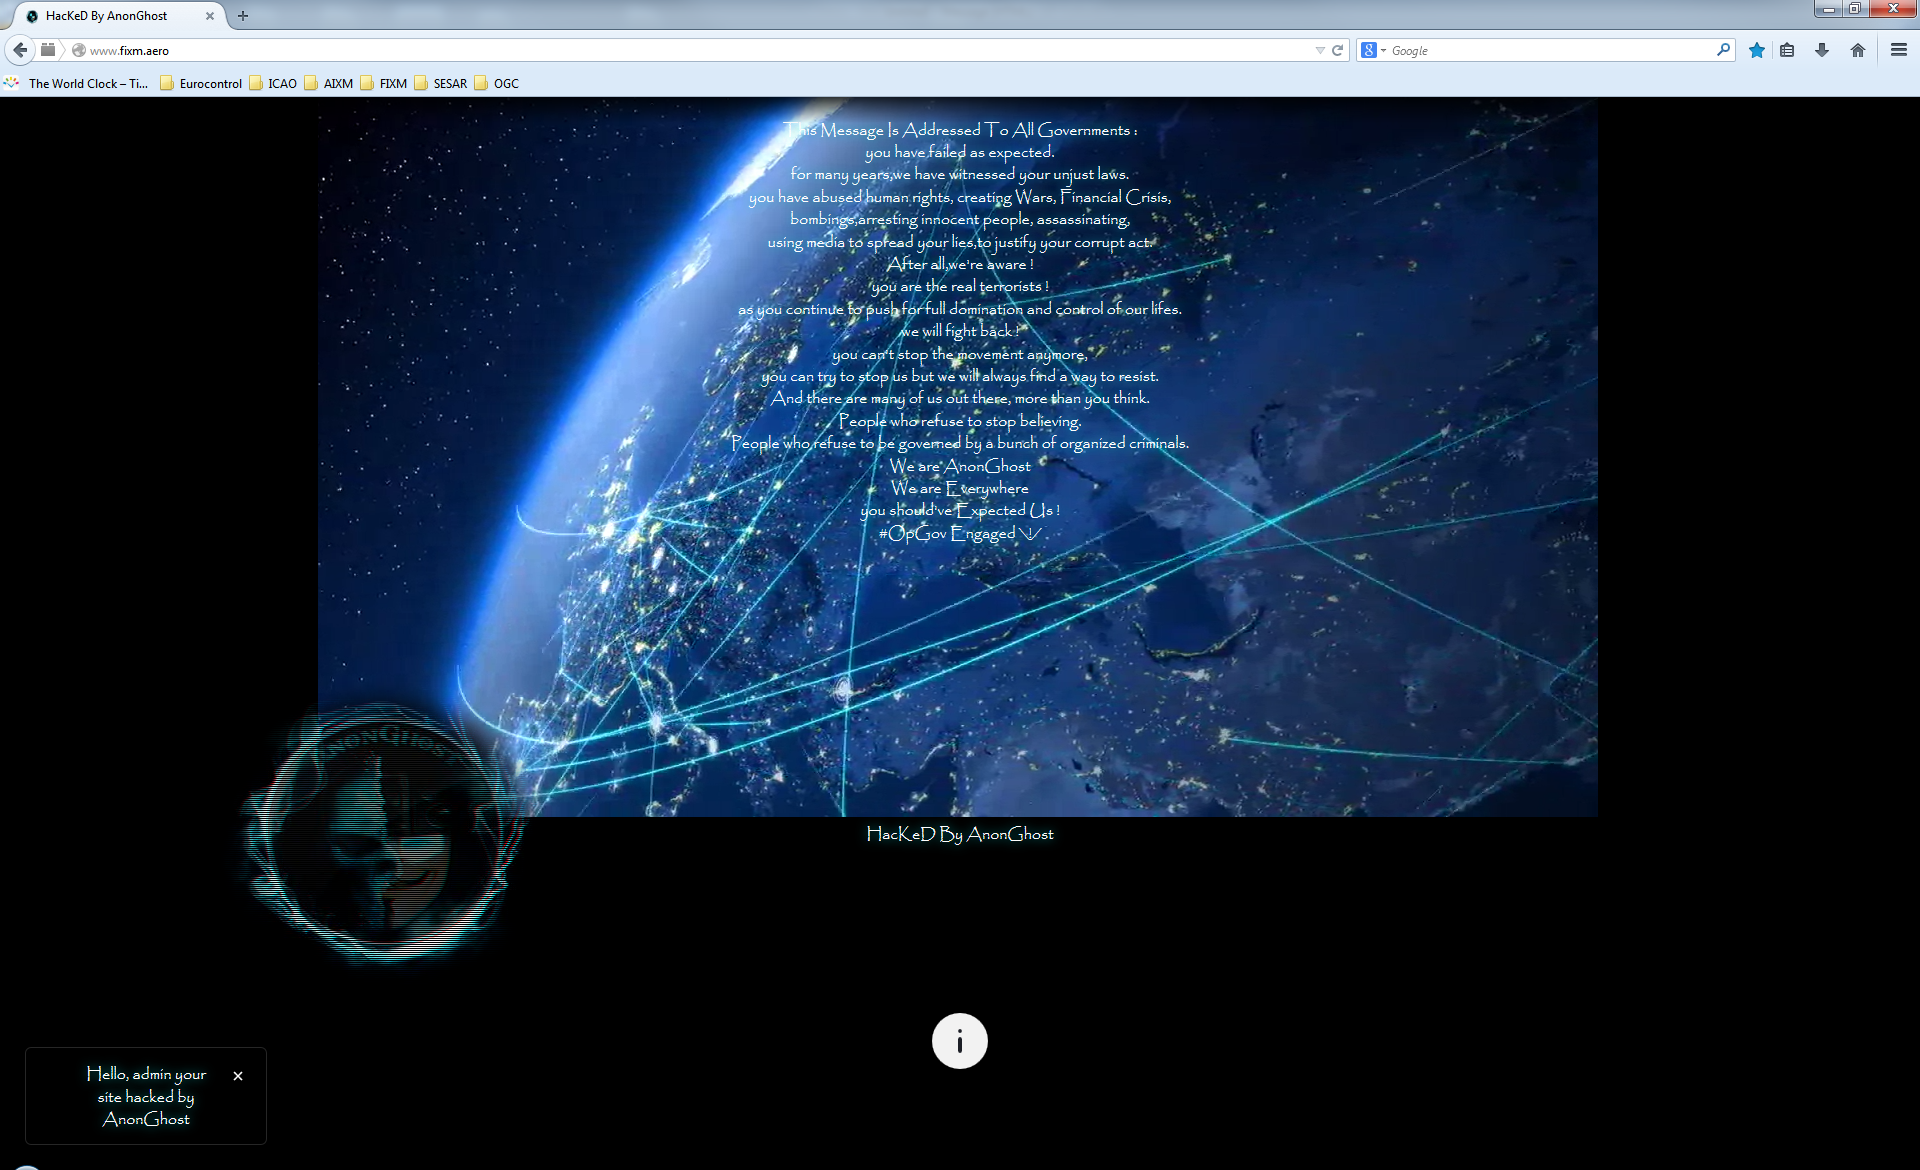 HacKeD By AnonGhost
www.fixm.aero
Google
The World Clock – Ti...
Eurocontrol
ICAO
AIXM
FIXM
SESAR
OGC
This Message Is Addressed To All Governments :
you have failed as expected.
for many years,we have witnessed your unjust laws.
you have abused human rights, creating Wars, Financial Crisis,
bombings,arresting innocent people, assassinating,
using media to spread your lies,to justify your corrupt act.
After all,we're aware !
you are the real terrorists !
as you continue to push for full domination and control of our lifes.
we will fight back !
you can't stop the movement anymore,
you can try to stop us but we will always find a way to resist.
And there are many of us out there, more than you think.
People who refuse to stop believing.
People who refuse to be governed by a bunch of organized criminals.
We are AnonGhost
We are Everywhere
you should've Expected Us !
#OpGov Engaged \!/
ANONGHOST
HacKeD By AnonGhost
i
Hello, admin your
site hacked by
AnonGhost